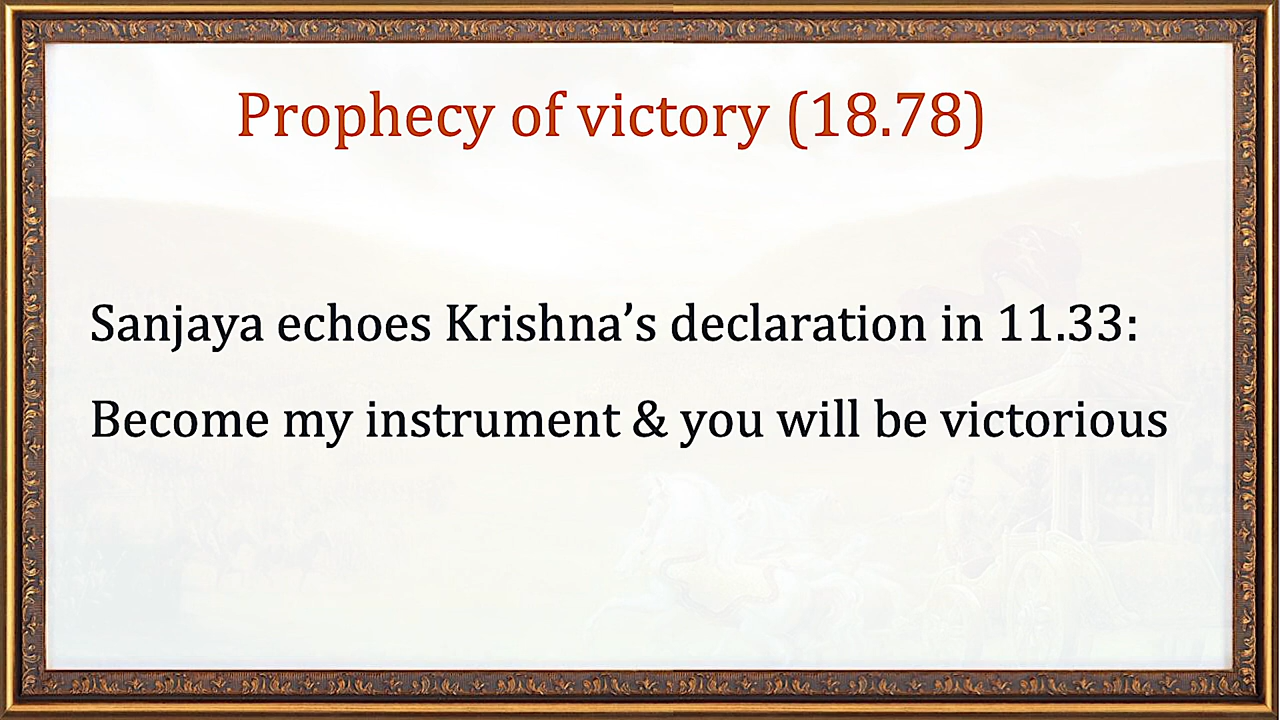 Prophecy of victory (18.78)
Sanjaya echoes Krishna’s declaration in 11.33:
Become my instrument & you will be victorious